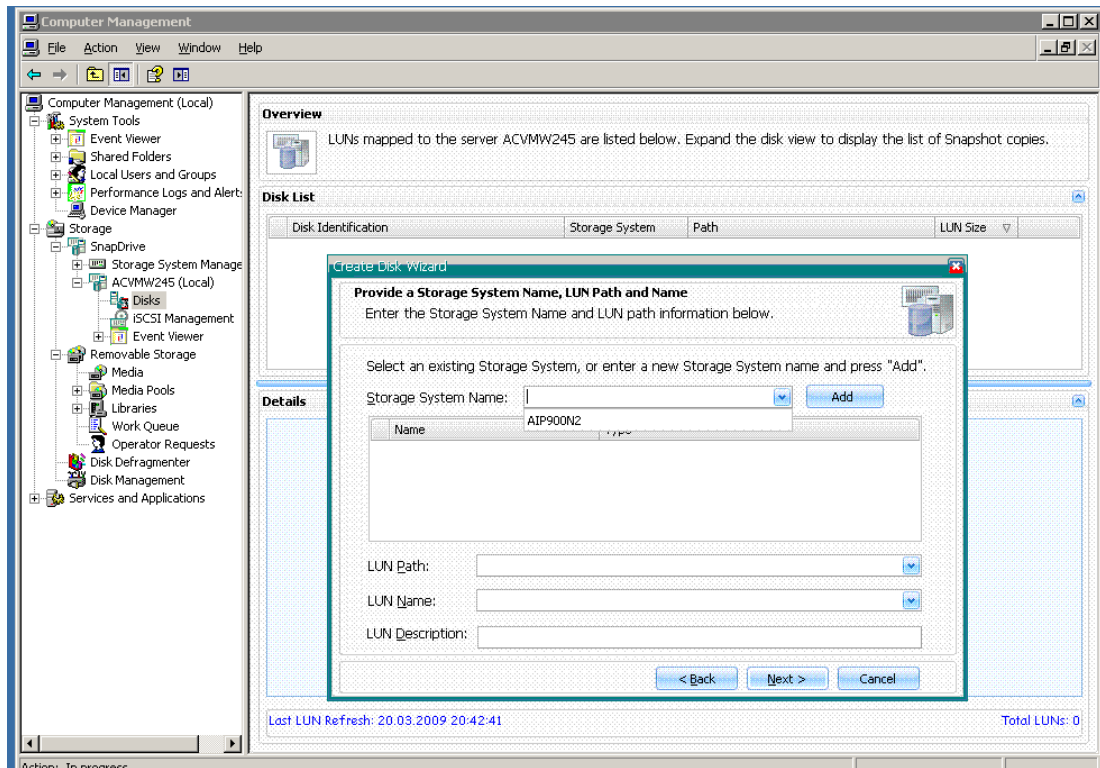 Computer Management
File Action View Window Help
Computer Management (Local)
System Tools
Event Viewer
Shared Folders
Local Users and Groups
Performance Logs and Alert:
Device Manager
Storage
SnapDrive
Storage System Manage
ACVMW245 (Local)
Disks
iSCSI Management
Event Viewer
Removable Storage
Media
Media Pools
Libraries
Work Queue
Operator Requests
Disk Defragmenter
Disk Management
Services and Applications
Overview
LUNs mapped to the server ACVMW245 are listed below. Expand the disk view to display the list of Snapshot copies.
Disk List
Disk Identification Storage System Path LUN Size
Create Disk Wizard
Provide a Storage System Name, LUN Path and Name
Enter the Storage System Name and LUN path information below.
Select an existing Storage System, or enter a new Storage System name and press "Add".
Storage System Name: Add
AIP900N2
Name Type
LUN Path:
LUN Name:
LUN Description:
< Back Next > Cancel
Details
Last LUN Refresh: 20.03.2009 20:42:41 Total LUNs: 0
Action: In progress